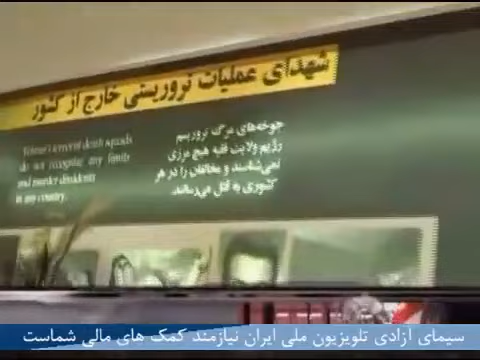 شهدای عملیات تروریستی خارج از کشور
جوخه‌های مرگ تروریسم
رژیم ولایت فقیه هیچ مرزی
نمی‌شناسند و مخالفان را در هر
کشوری به قتل می‌رسانند.
terrorist death squads
do not recognize any limits
and murder dissidents
in any country.
سیمای آزادی تلویزیون ملی ایران نیازمند کمک های مالی شماست